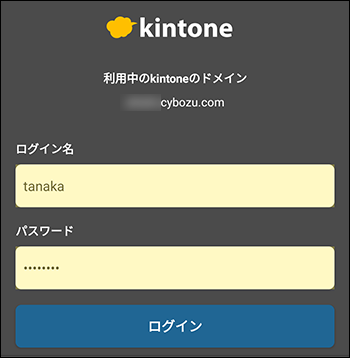 kintone
利用中のkintoneのドメイン
cybozu.com
ログイン名
tanaka
パスワード
••••••••
ログイン